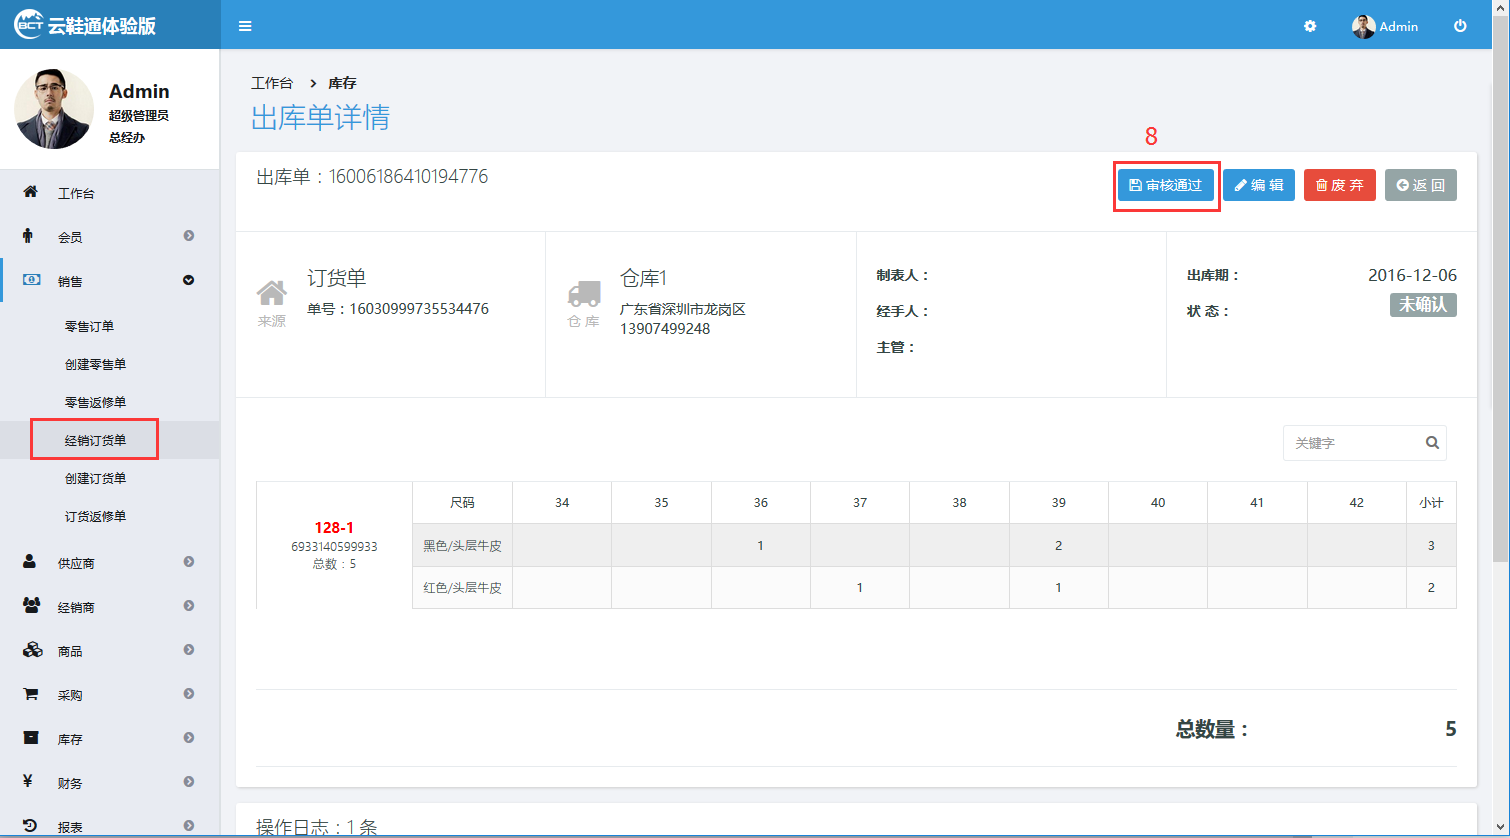 BCT 云鞋通体验版
Admin
Admin
超级管理员
总经办
工作台
会员
销售
零售订单
创建零售单
零售返修单
经销订货单
创建订货单
订货返修单
供应商
经销商
商品
采购
库存
财务
报表
工作台 > 库存
出库单详情
8
出库单：16006186410194776
审核通过 编 辑 废 弃 返 回
来源
订货单
单号：16030999735534476
仓 库
仓库1
广东省深圳市龙岗区
13907499248
制表人：
经手人：
主管：
出库期： 2016-12-06
状 态： 未确认
关键字
128-1
6933140599933
总数：5
尺码 34 35 36 37 38 39 40 41 42 小计
黑色/头层牛皮 1 2 3
红色/头层牛皮 1 1 2
总数量： 5
操作日志：1 条